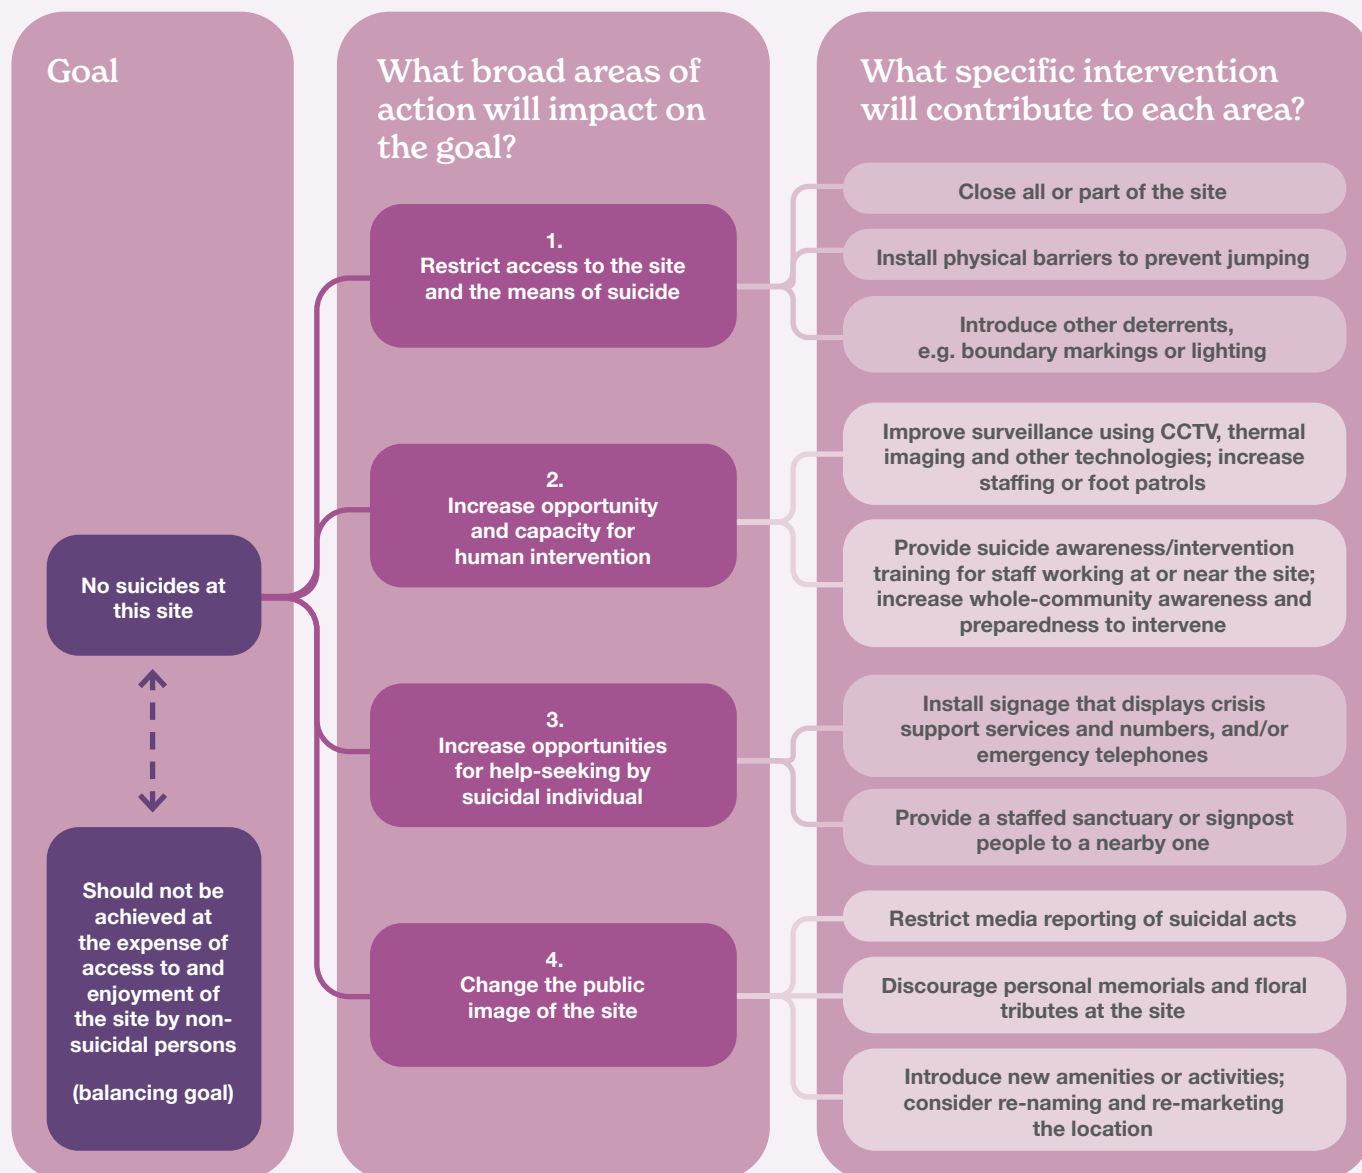 Goal
No suicides at
this site
Should not be
achieved at
the expense of
access to and
enjoyment of
the site by non-
suicidal persons
(balancing goal)
What broad areas of
action will impact on
the goal?
1.
Restrict access to the site
and the means of suicide
2.
Increase opportunity
and capacity for
human intervention
3.
Increase opportunities
for help-seeking by
suicidal individual
4.
Change the public
image of the site
What specific intervention
will contribute to each area?
Close all or part of the site
Install physical barriers to prevent jumping
Introduce other deterrents,
e.g. boundary markings or lighting
Improve surveillance using CCTV, thermal
imaging and other technologies; increase
staffing or foot patrols
Provide suicide awareness/intervention
training for staff working at or near the site;
increase whole-community awareness and
preparedness to intervene
Install signage that displays crisis
support services and numbers, and/or
emergency telephones
Provide a staffed sanctuary or signpost
people to a nearby one
Restrict media reporting of suicidal acts
Discourage personal memorials and floral
tributes at the site
Introduce new amenities or activities;
consider re-naming and re-marketing
the location